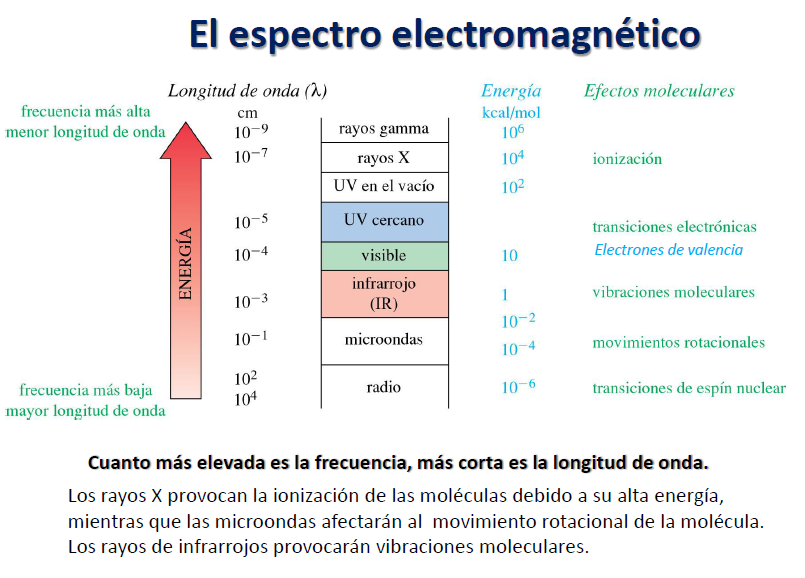 El espectro electromagnético
Longitud de onda (λ) Energía Efectos moleculares
cm kcal/mol
frecuencia más alta
menor longitud de onda
10⁻⁹ rayos gamma 10⁶
10⁻⁷ rayos X 10⁴ ionización
UV en el vacío 10²
10⁻⁵ UV cercano transiciones electrónicas
Electrones de valencia
10⁻⁴ visible 10
ENERGÍA
10⁻³ infrarrojo 1 vibraciones moleculares
(IR)
10⁻²
10⁻¹ microondas 10⁻⁴ movimientos rotacionales
10² radio 10⁻⁶ transiciones de espín nuclear
10⁴
frecuencia más baja
mayor longitud de onda
Cuanto más elevada es la frecuencia, más corta es la longitud de onda.
Los rayos X provocan la ionización de las moléculas debido a su alta energía,
mientras que las microondas afectarán al movimiento rotacional de la molécula.
Los rayos de infrarrojos provocarán vibraciones moleculares.